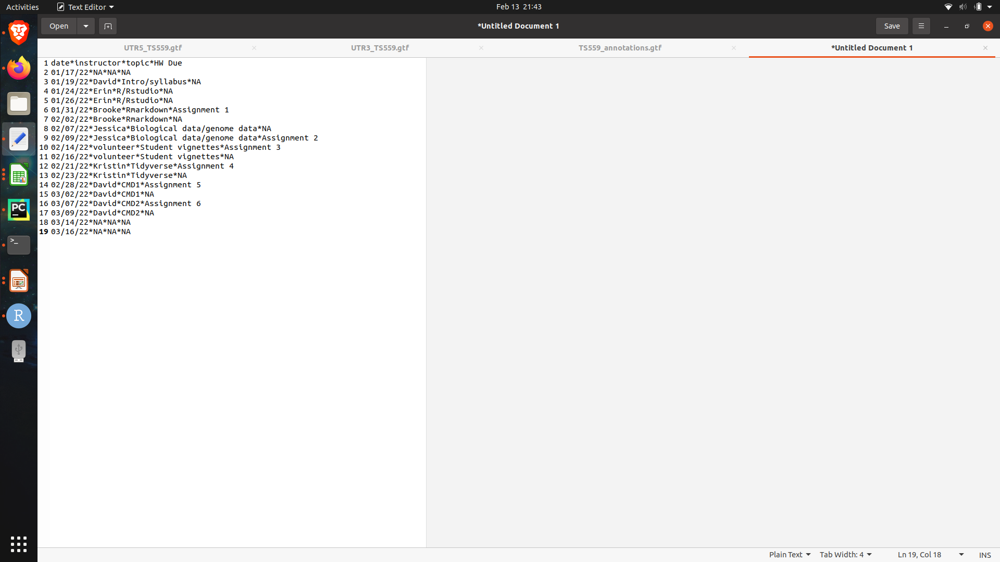 Activities Text Editor Feb 13 21:43
Open *Untitled Document 1 Save
UTR5_TS559.gtf UTR3_TS559.gtf TS559_annotations.gtf *Untitled Document 1
1 date*instructor*topic*HW Due
2 01/17/22*NA*NA*NA
3 01/19/22*David*Intro/syllabus*NA
4 01/24/22*Erin*R/Rstudio*NA
5 01/26/22*Erin*R/Rstudio*NA
6 01/31/22*Brooke*Rmarkdown*Assignment 1
7 02/02/22*Brooke*Rmarkdown*NA
8 02/07/22*Jessica*Biological data/genome data*NA
9 02/09/22*Jessica*Biological data/genome data*Assignment 2
10 02/14/22*volunteer*Student vignettes*Assignment 3
11 02/16/22*volunteer*Student vignettes*NA
12 02/21/22*Kristin*Tidyverse*Assignment 4
13 02/23/22*Kristin*Tidyverse*NA
14 02/28/22*David*CMD1*Assignment 5
15 03/02/22*David*CMD1*NA
16 03/07/22*David*CMD2*Assignment 6
17 03/09/22*David*CMD2*NA
18 03/14/22*NA*NA*NA
19 03/16/22*NA*NA*NA
PC
>_
R
Plain Text Tab Width: 4 Ln 19, Col 18 INS